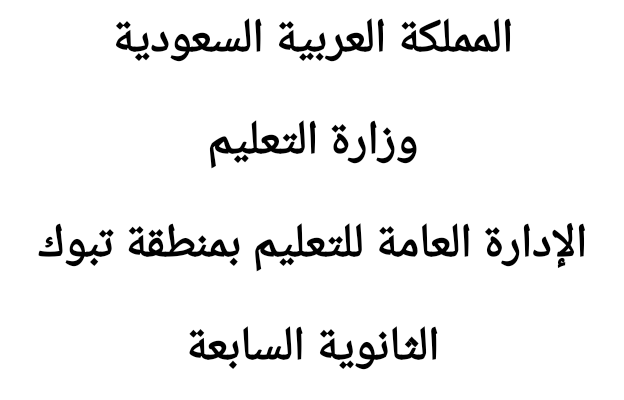 المملكة العربية السعودية
وزارة التعليم
الإدارة العامة للتعليم بمنطقة تبوك
الثانوية السابعة